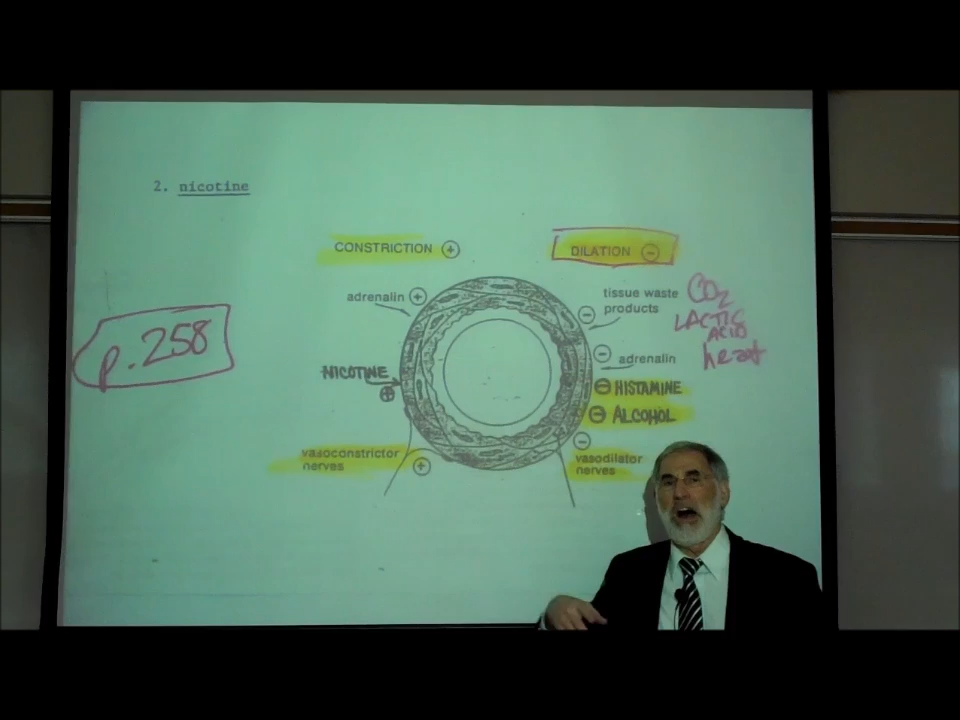 2. nicotine
CONSTRICTION +
DILATION −
adrenalin +
tissue waste
products
−
CO2
LACTIC
ACID
heat
p. 258
− adrenalin
NICOTINE
+
− HISTAMINE
− ALCOHOL
vasoconstrictor
nerves
+
−
vasodilator
nerves